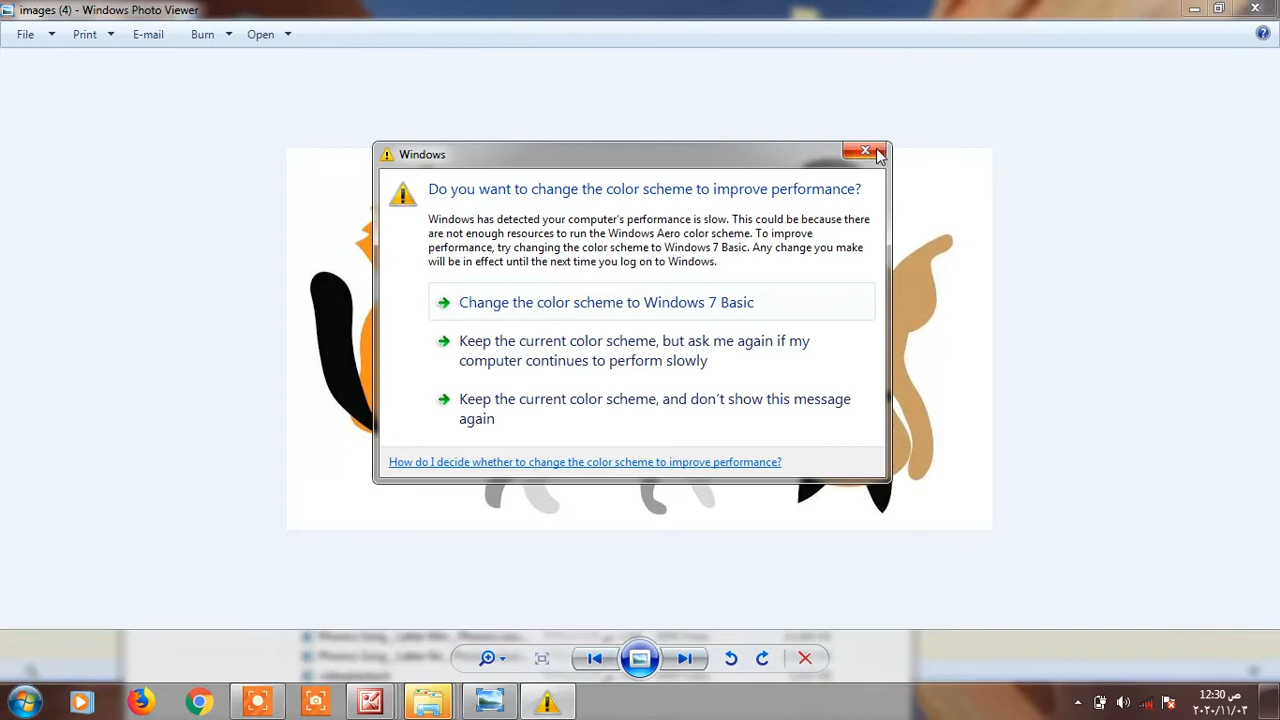 images (4) - Windows Photo Viewer
File Print E-mail Burn Open
Windows
Do you want to change the color scheme to improve performance?
Windows has detected your computer's performance is slow. This could be because there
are not enough resources to run the Windows Aero color scheme. To improve
performance, try changing the color scheme to Windows 7 Basic. Any change you make
will be in effect until the next time you log on to Windows.
Change the color scheme to Windows 7 Basic
Keep the current color scheme, but ask me again if my
computer continues to perform slowly
Keep the current color scheme, and don't show this message
again
How do I decide whether to change the color scheme to improve performance?
12:30 ص
٢٠٢٠/١١/٠٣